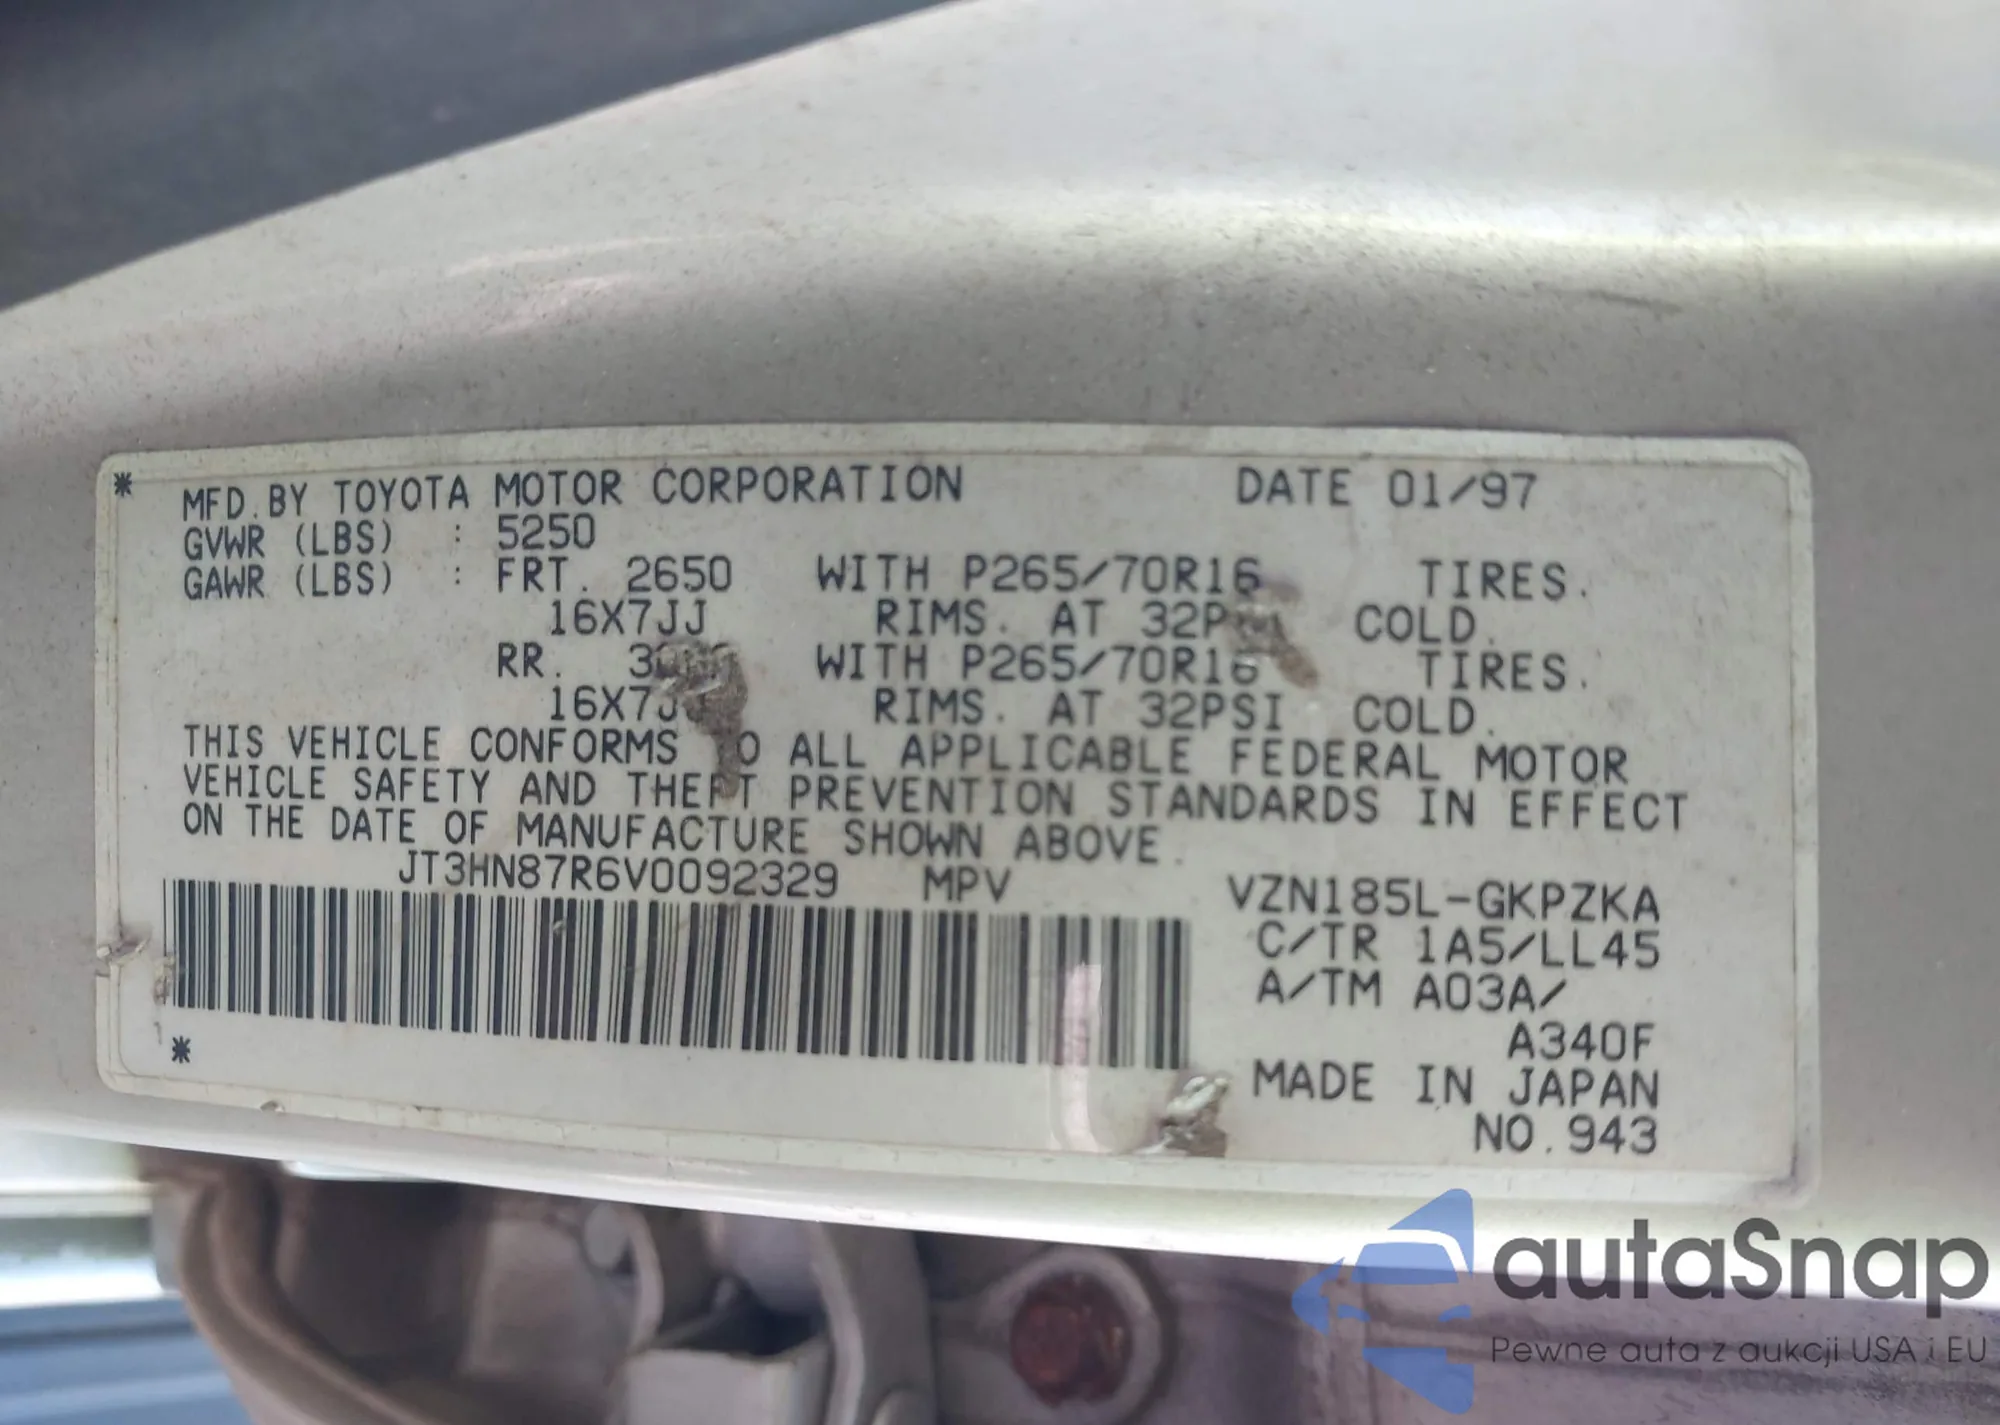 * MFD. BY TOYOTA MOTOR CORPORATION DATE 01/97
GVWR (LBS) : 5250
GAWR (LBS) : FRT. 2650 WITH P265/70R16 TIRES.
16X7JJ RIMS. AT COLD.
RR. WITH P265/70R16 TIRES.
RIMS. AT 32PSI COLD.
THIS VEHICLE CONFORMS ALL APPLICABLE FEDERAL MOTOR
VEHICLE SAFETY AND THEFT PREVENTION STANDARDS IN EFFECT
ON THE DATE OF MANUFACTURE SHOWN ABOVE.
JT3HN87R6V0092329 MPV VZN185L-GKPZKA
C/TR 1A5/LL45
A/TM A03A/
A340F
* MADE IN JAPAN
NO.943
autaSnap
Pewne auta z aukcji USA i EU